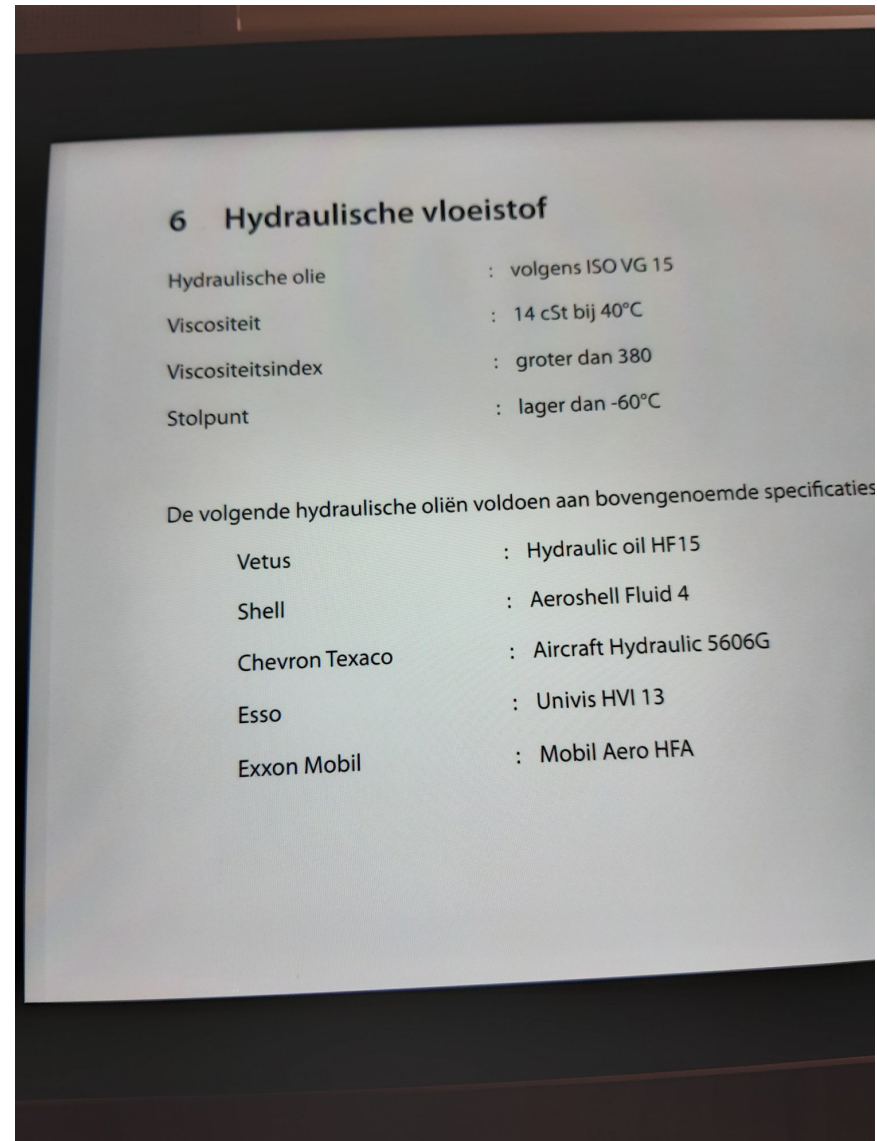 6 Hydraulische vloeistof
Hydraulische olie : volgens ISO VG 15
Viscositeit : 14 cSt bij 40°C
Viscositeitsindex : groter dan 380
Stolpunt : lager dan -60°C
De volgende hydraulische oliën voldoen aan bovengenoemde specificaties
Vetus : Hydraulic oil HF15
Shell : Aeroshell Fluid 4
Chevron Texaco : Aircraft Hydraulic 5606G
Esso : Univis HVI 13
Exxon Mobil : Mobil Aero HFA